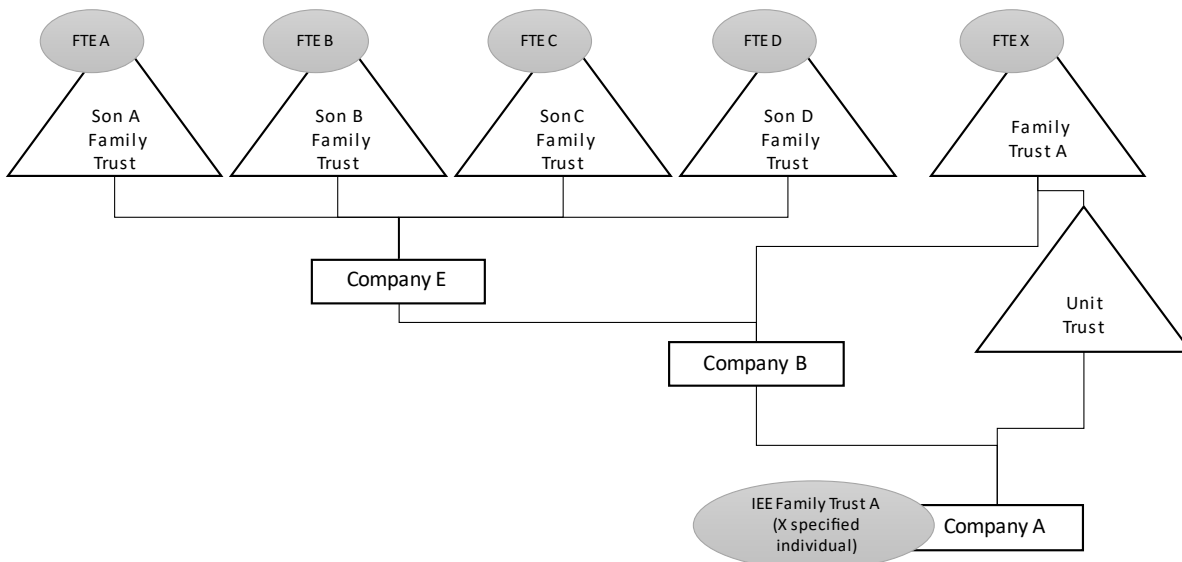 FTE A
FTE B
FTE C
FTE D
FTE X
Son A
Family
Trust
Son B
Family
Trust
Son C
Family
Trust
Son D
Family
Trust
Family
Trust A
Company E
Unit
Trust
Company B
IEE Family Trust A
(X specified
individual)
Company A